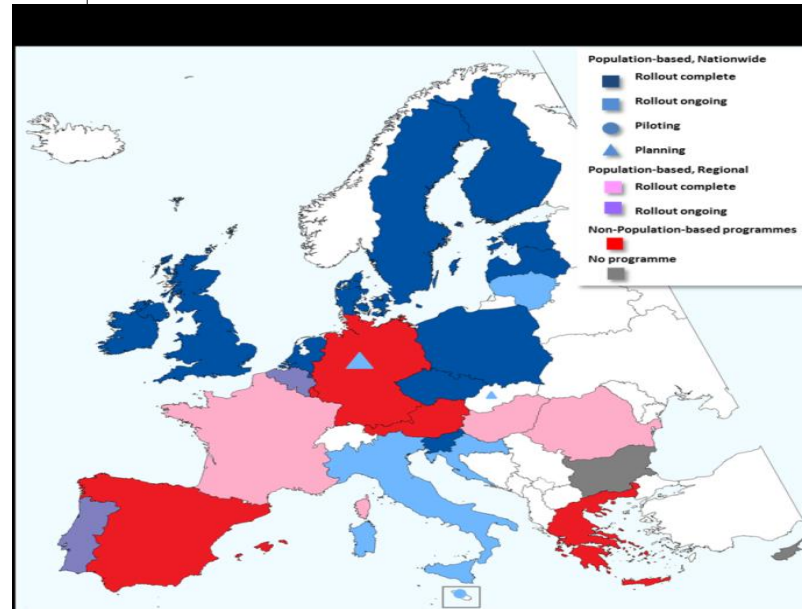 Population-based, Nationwide
Rollout complete
Rollout ongoing
Piloting
Planning
Population-based, Regional
Rollout complete
Rollout ongoing
Non-Population-based programmes
No programme